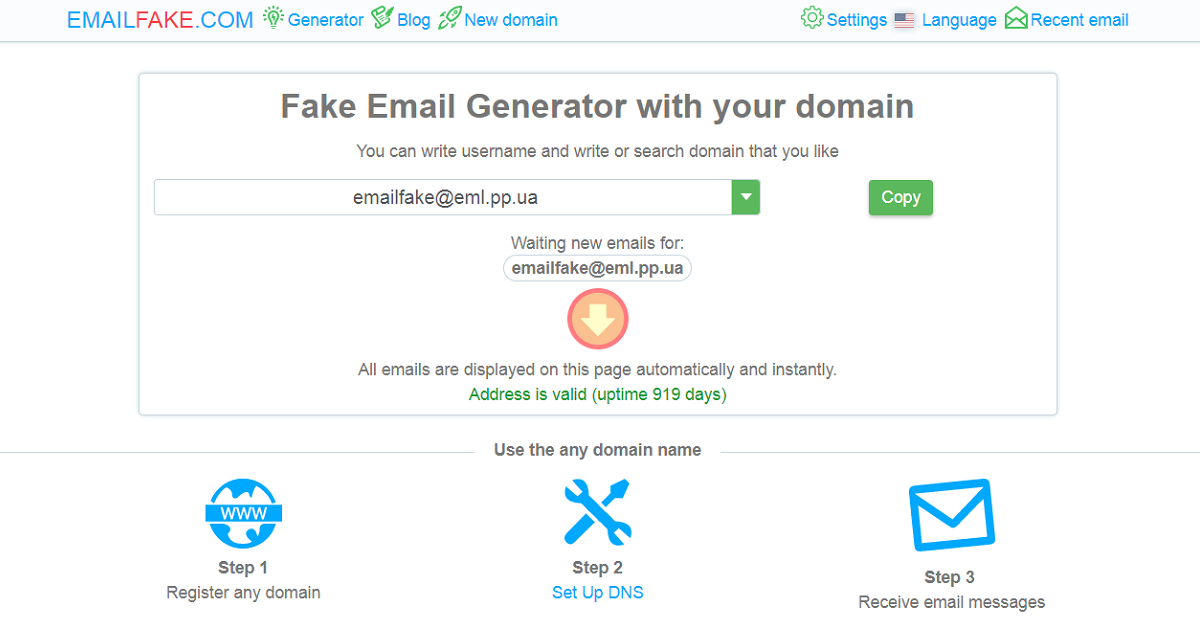 EMAILFAKE.COM Generator Blog New domain Settings Language Recent email
Fake Email Generator with your domain
You can write username and write or search domain that you like
emailfake@eml.pp.ua Copy
Waiting new emails for:
emailfake@eml.pp.ua
All emails are displayed on this page automatically and instantly.
Address is valid (uptime 919 days)
Use the any domain name
WWW
Step 1
Register any domain
Step 2
Set Up DNS
Step 3
Receive email messages